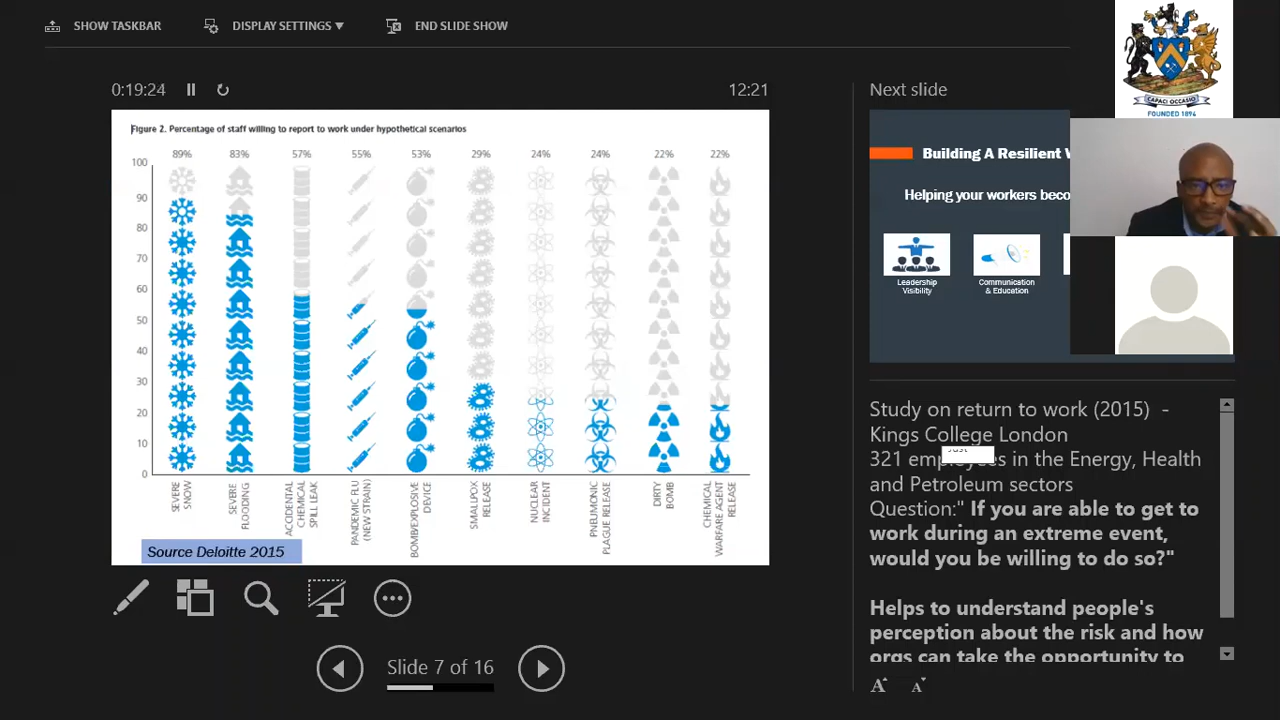 SHOW TASKBAR
DISPLAY SETTINGS ▼
END SLIDE SHOW
0:19:24
12:21
Figure 2. Percentage of staff willing to report to work under hypothetical scenarios
89% 83% 57% 55% 53% 29% 24% 24% 22% 22%
100
90
80
70
60
50
40
30
20
10
0
SEVERE
SNOW
SEVERE
FLOODING
ACCIDENTAL
CHEMICAL
SPILL LEAK
PANDEMIC FLU
(NEW STRAIN)
BOMB/EXPLOSIVE
DEVICE
SMALLPOX
RELEASE
NUCLEAR
INCIDENT
PNEUMONIC
PLAGUE RELEASE
DIRTY
BOMB
CHEMICAL
WARFARE AGENT
RELEASE
Source Deloitte 2015
Slide 7 of 16
Next slide
Building A Resilient
Helping your workers beco
Leadership
Visibility
Communication
& Education
CAPACI OCCASIO
FOUNDED 1894
Study on return to work (2015) -
Kings College London
321 employees in the Energy, Health
and Petroleum sectors
Question:" If you are able to get to
work during an extreme event,
would you be willing to do so?"
Helps to understand people's
perception about the risk and how
orgs can take the opportunity to
A A